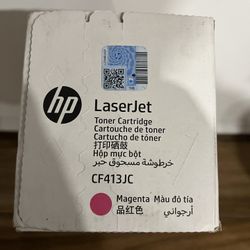 hp
LaserJet
Toner Cartridge
Cartouche de toner
Cartucho de tóner
打印硒鼓
Hộp mực bột
خرطوشة مسحوق حبر
CF413JC
Magenta Màu đỏ tía
品红色 أرجواني